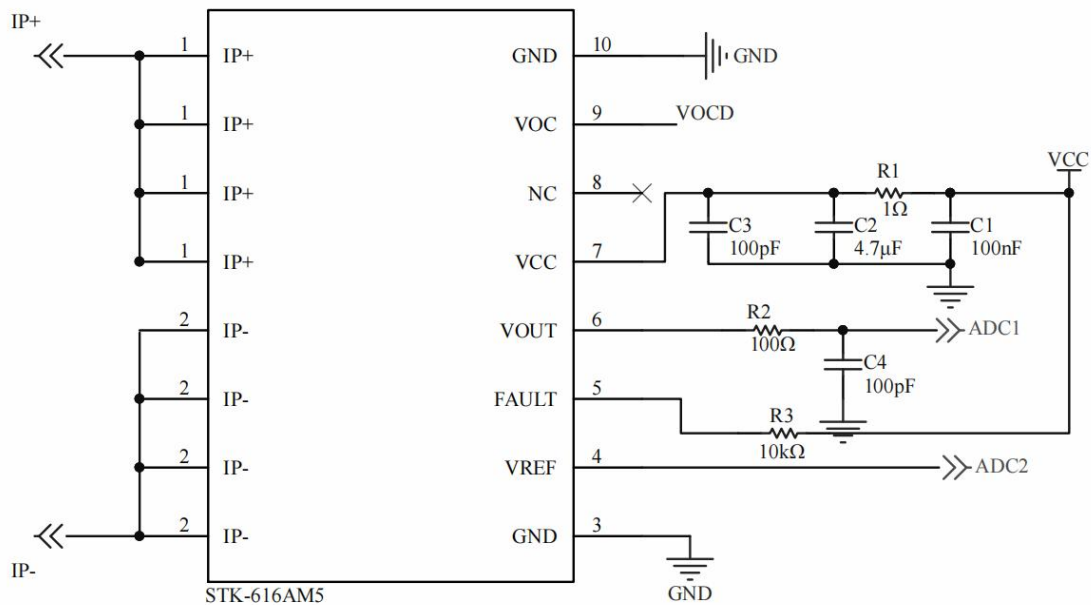 IP+
1 IP+ GND 10 GND
1 IP+ VOC 9 VOCD
1 IP+ NC 8
VCC
R1
1Ω
C3 C2 C1
100pF 4.7μF 100nF
1 IP+ VCC 7
2 IP- VOUT 6 R2 ADC1
100Ω
C4
100pF
2 IP- FAULT 5
R3
10kΩ
2 IP- VREF 4 ADC2
2 IP- GND 3
IP-
GND
STK-616AM5